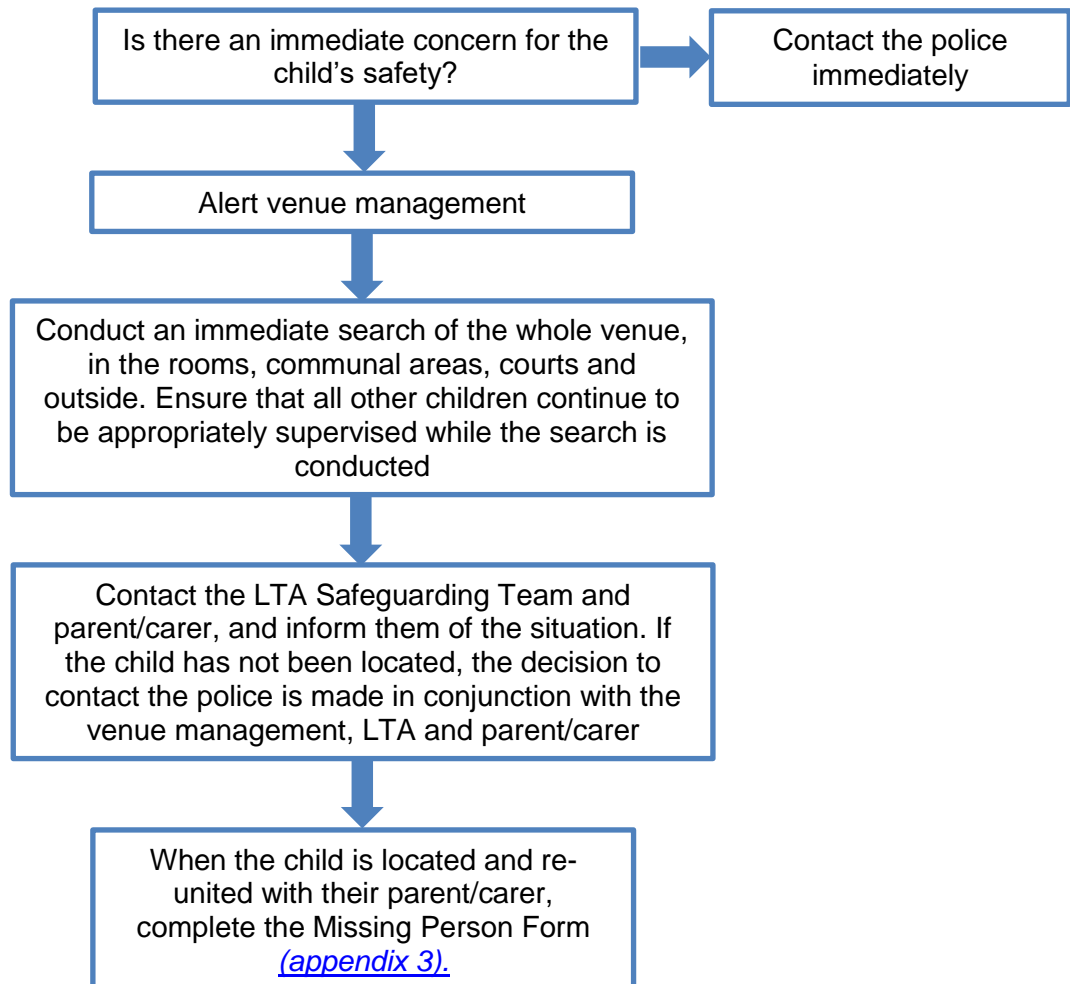 Is there an immediate concern for the
child’s safety?
Contact the police
immediately
Alert venue management
Conduct an immediate search of the whole venue,
in the rooms, communal areas, courts and
outside. Ensure that all other children continue to
be appropriately supervised while the search is
conducted
Contact the LTA Safeguarding Team and
parent/carer, and inform them of the situation. If
the child has not been located, the decision to
contact the police is made in conjunction with the
venue management, LTA and parent/carer
When the child is located and re-
united with their parent/carer,
complete the Missing Person Form
(appendix 3).